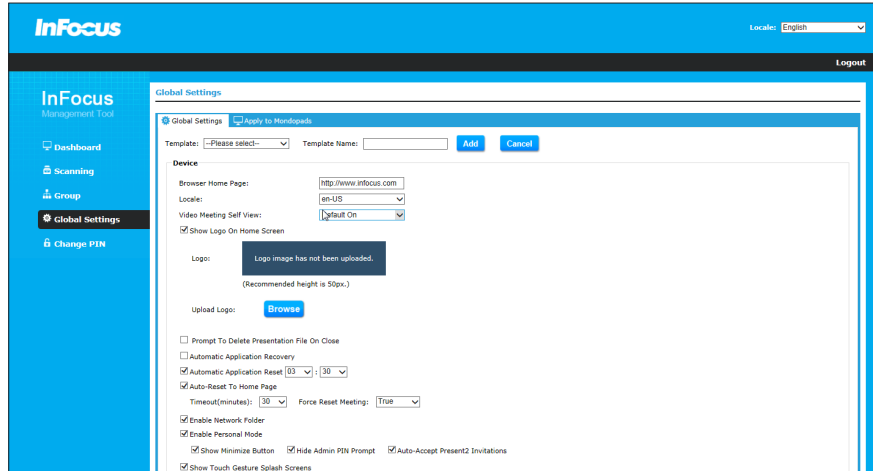 InFocus
Locale: English
Logout
InFocus
Management Tool
Dashboard
Scanning
Group
Global Settings
Change PIN
Global Settings
Global Settings Apply to Mondopads
Template: --Please select-- Template Name: Add Cancel
Device
Browser Home Page: http://www.infocus.com
Locale: en-US
Video Meeting Self View: Default On
Show Logo On Home Screen
Logo: Logo image has not been uploaded.
(Recommended height is 50px.)
Upload Logo: Browse
Prompt To Delete Presentation File On Close
Automatic Application Recovery
Automatic Application Reset 03 : 30
Auto-Reset To Home Page
Timeout(minutes): 30 Force Reset Meeting: True
Enable Network Folder
Enable Personal Mode
Show Minimize Button Hide Admin PIN Prompt Auto-Accept Present2 Invitations
Show Touch Gesture Splash Screens